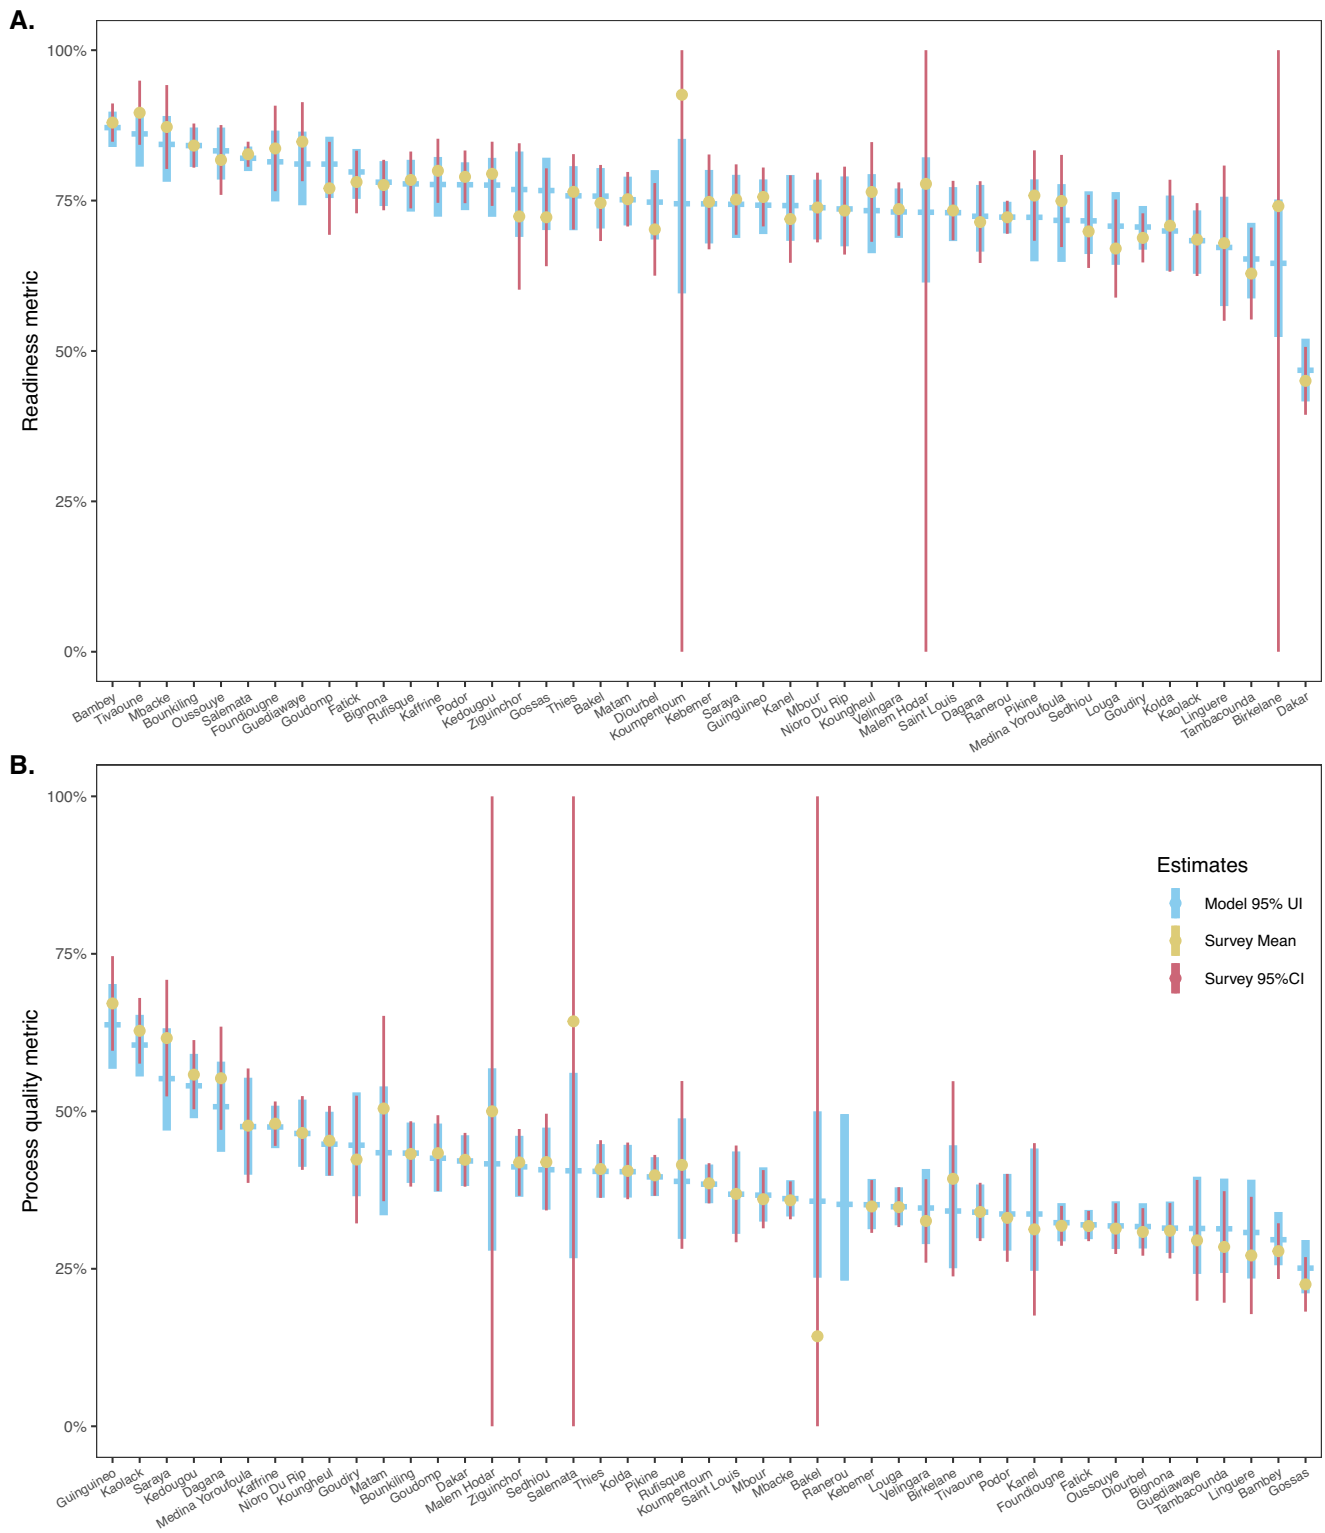 A.
100%
75%
50%
25%
0%
Readiness metric
Bambey
Tivaoune
Mbacke
Bounkiling
Oussouye
Salemata
Foundiougne
Guediawaye
Goudomp
Fatick
Bignona
Rufisque
Kaffrine
Podor
Kedougou
Ziguinchor
Gossas
Thies
Bakel
Matam
Diourbel
Koumpentoum
Kebemer
Saraya
Guinguineo
Kanel
Mbour
Nioro Du Rip
Koungheul
Velingara
Malem Hodar
Saint Louis
Dagana
Ranerou
Pikine
Medina Yoroufoula
Sedhiou
Louga
Goudiry
Kolda
Kaolack
Linguere
Tambacounda
Birkelane
Dakar
B.
100%
75%
50%
25%
0%
Process quality metric
Estimates
Model 95% UI
Survey Mean
Survey 95%CI
Guinguineo
Kaolack
Saraya
Kedougou
Dagana
Medina Yoroufoula
Kaffrine
Nioro Du Rip
Koungheul
Goudiry
Matam
Bounkiling
Goudomp
Dakar
Malem Hodar
Ziguinchor
Sedhiou
Salemata
Thies
Kolda
Pikine
Rufisque
Koumpentoum
Saint Louis
Mbour
Mbacke
Bakel
Ranerou
Kebemer
Louga
Velingara
Birkelane
Tivaoune
Podor
Kanel
Foundiougne
Fatick
Oussouye
Diourbel
Bignona
Guediawaye
Tambacounda
Linguere
Bambey
Gossas